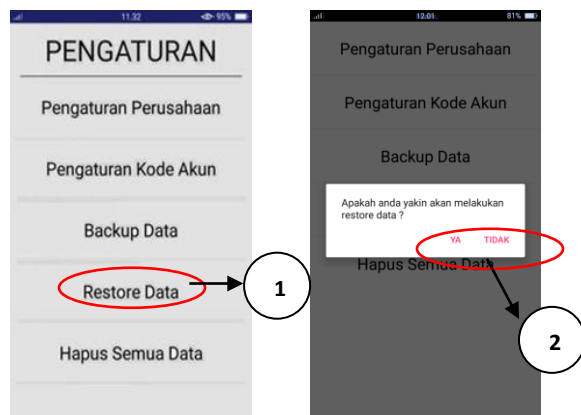 11.32
95%
PENGATURAN
Pengaturan Perusahaan
Pengaturan Kode Akun
Backup Data
Restore Data
Hapus Semua Data
1
12.01
81%
Pengaturan Perusahaan
Pengaturan Kode Akun
Backup Data
Apakah anda yakin akan melakukan
restore data ?
YA TIDAK
Hapus Semua Data
2